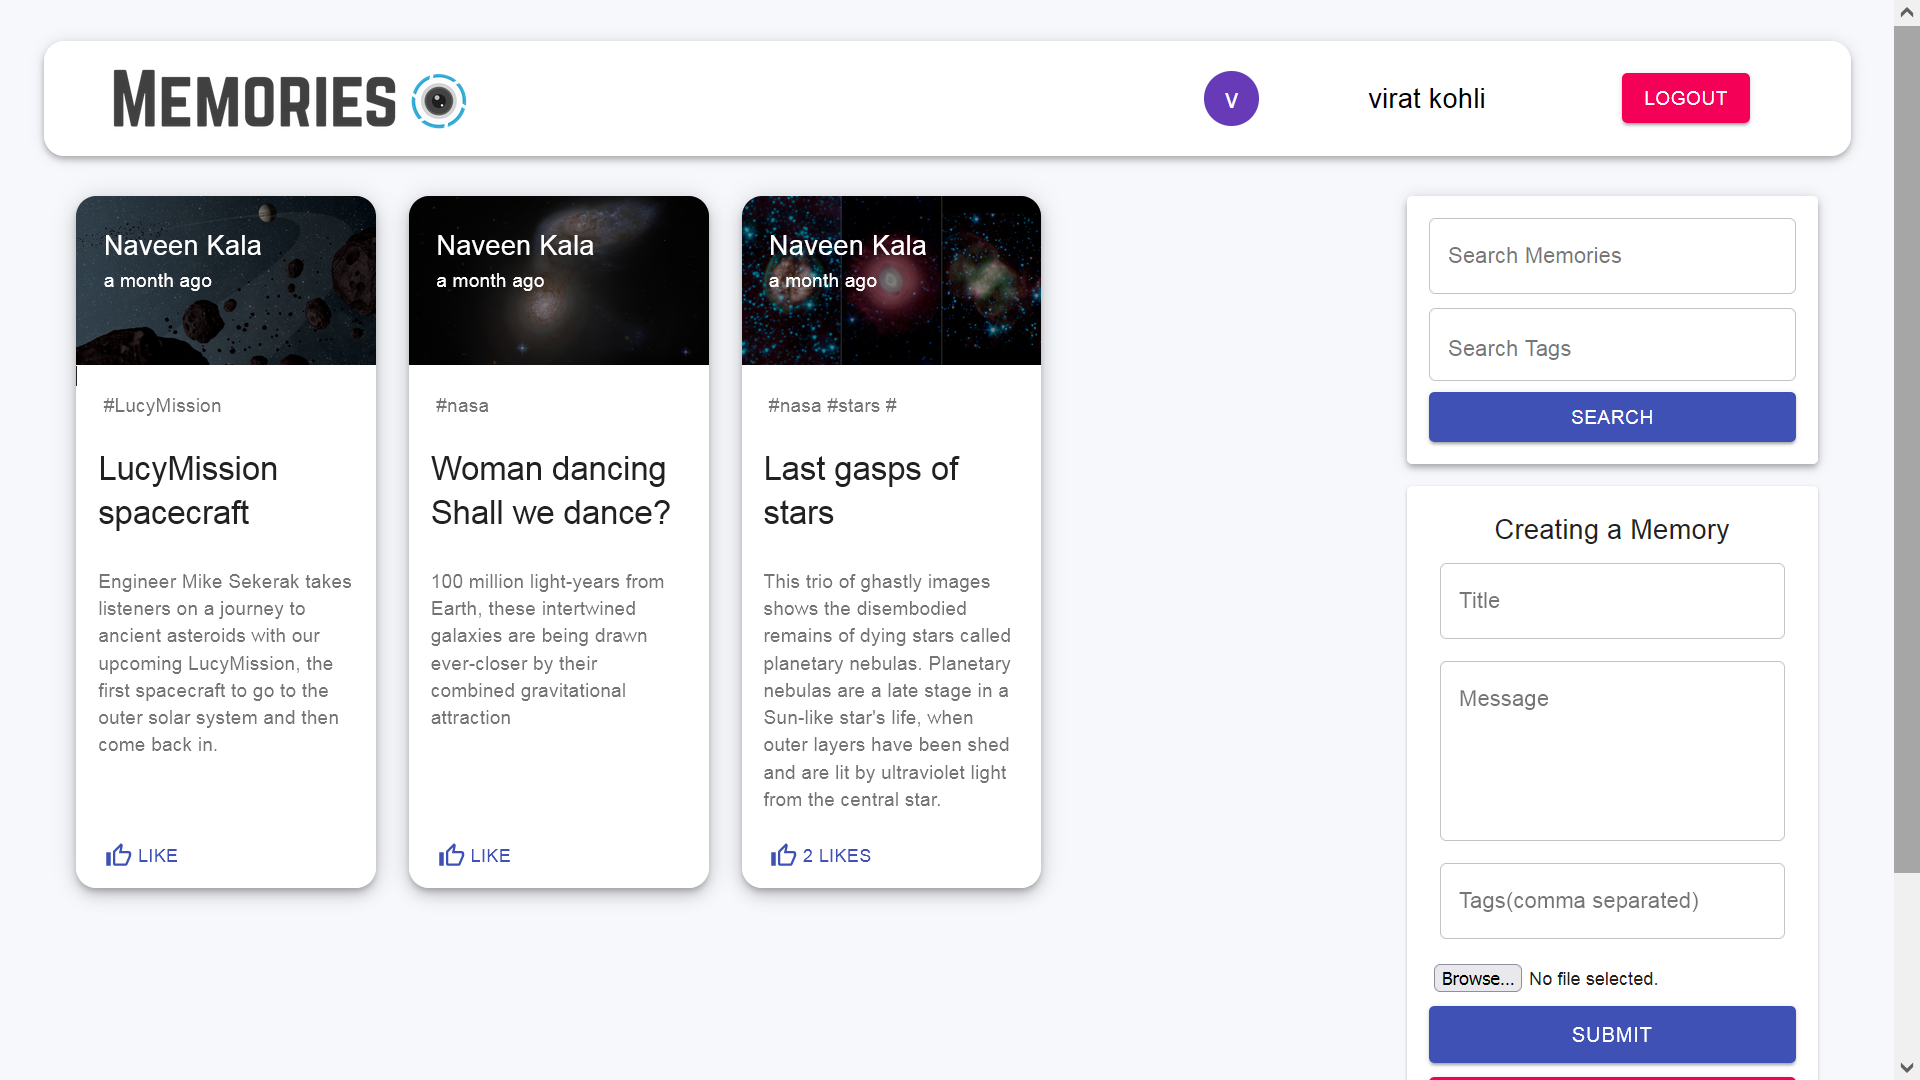 MEMORIES
V
virat kohli
LOGOUT
Naveen Kala
a month ago
#LucyMission
LucyMission
spacecraft
Engineer Mike Sekerak takes
listeners on a journey to
ancient asteroids with our
upcoming LucyMission, the
first spacecraft to go to the
outer solar system and then
come back in.
LIKE
Naveen Kala
a month ago
#nasa
Woman dancing
Shall we dance?
100 million light-years from
Earth, these intertwined
galaxies are being drawn
ever-closer by their
combined gravitational
attraction
LIKE
Naveen Kala
a month ago
#nasa #stars #
Last gasps of
stars
This trio of ghastly images
shows the disembodied
remains of dying stars called
planetary nebulas. Planetary
nebulas are a late stage in a
Sun-like star's life, when
outer layers have been shed
and are lit by ultraviolet light
from the central star.
2 LIKES
Search Memories
Search Tags
SEARCH
Creating a Memory
Title
Message
Tags(comma separated)
Browse... No file selected.
SUBMIT